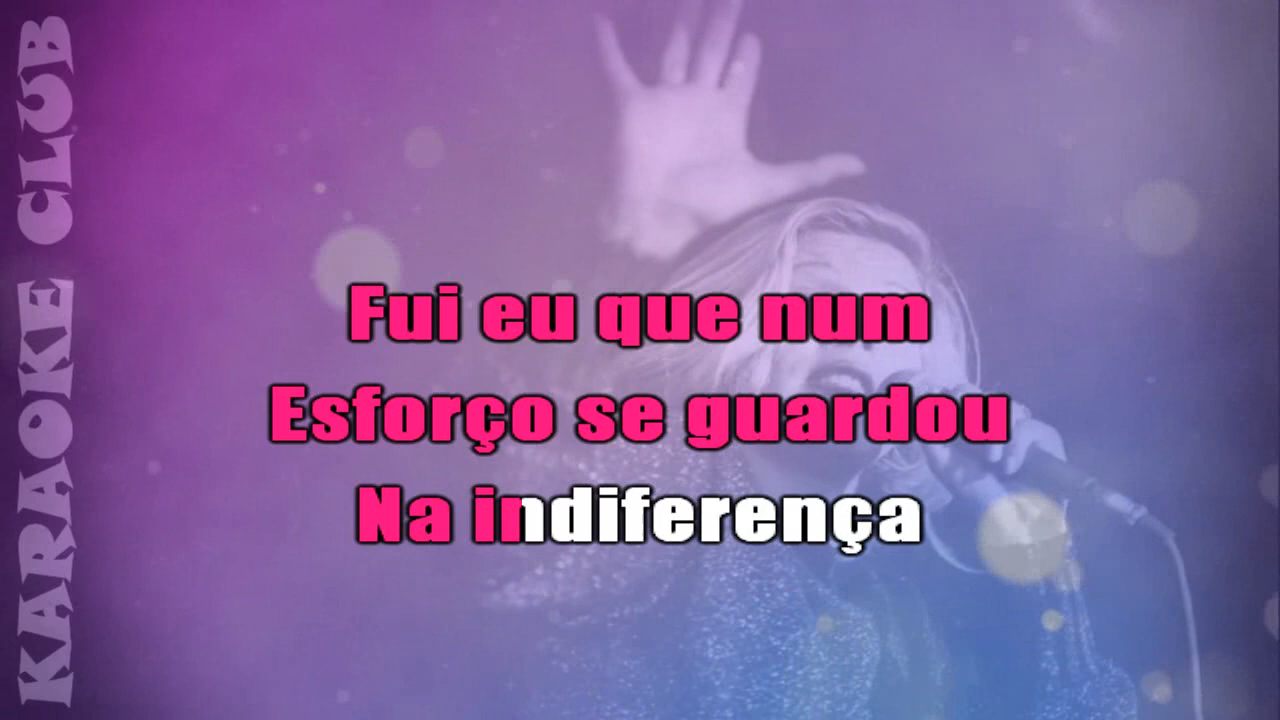 KARAOKE CLUB
Fui eu que num
Esforço se guardou
Na indiferença